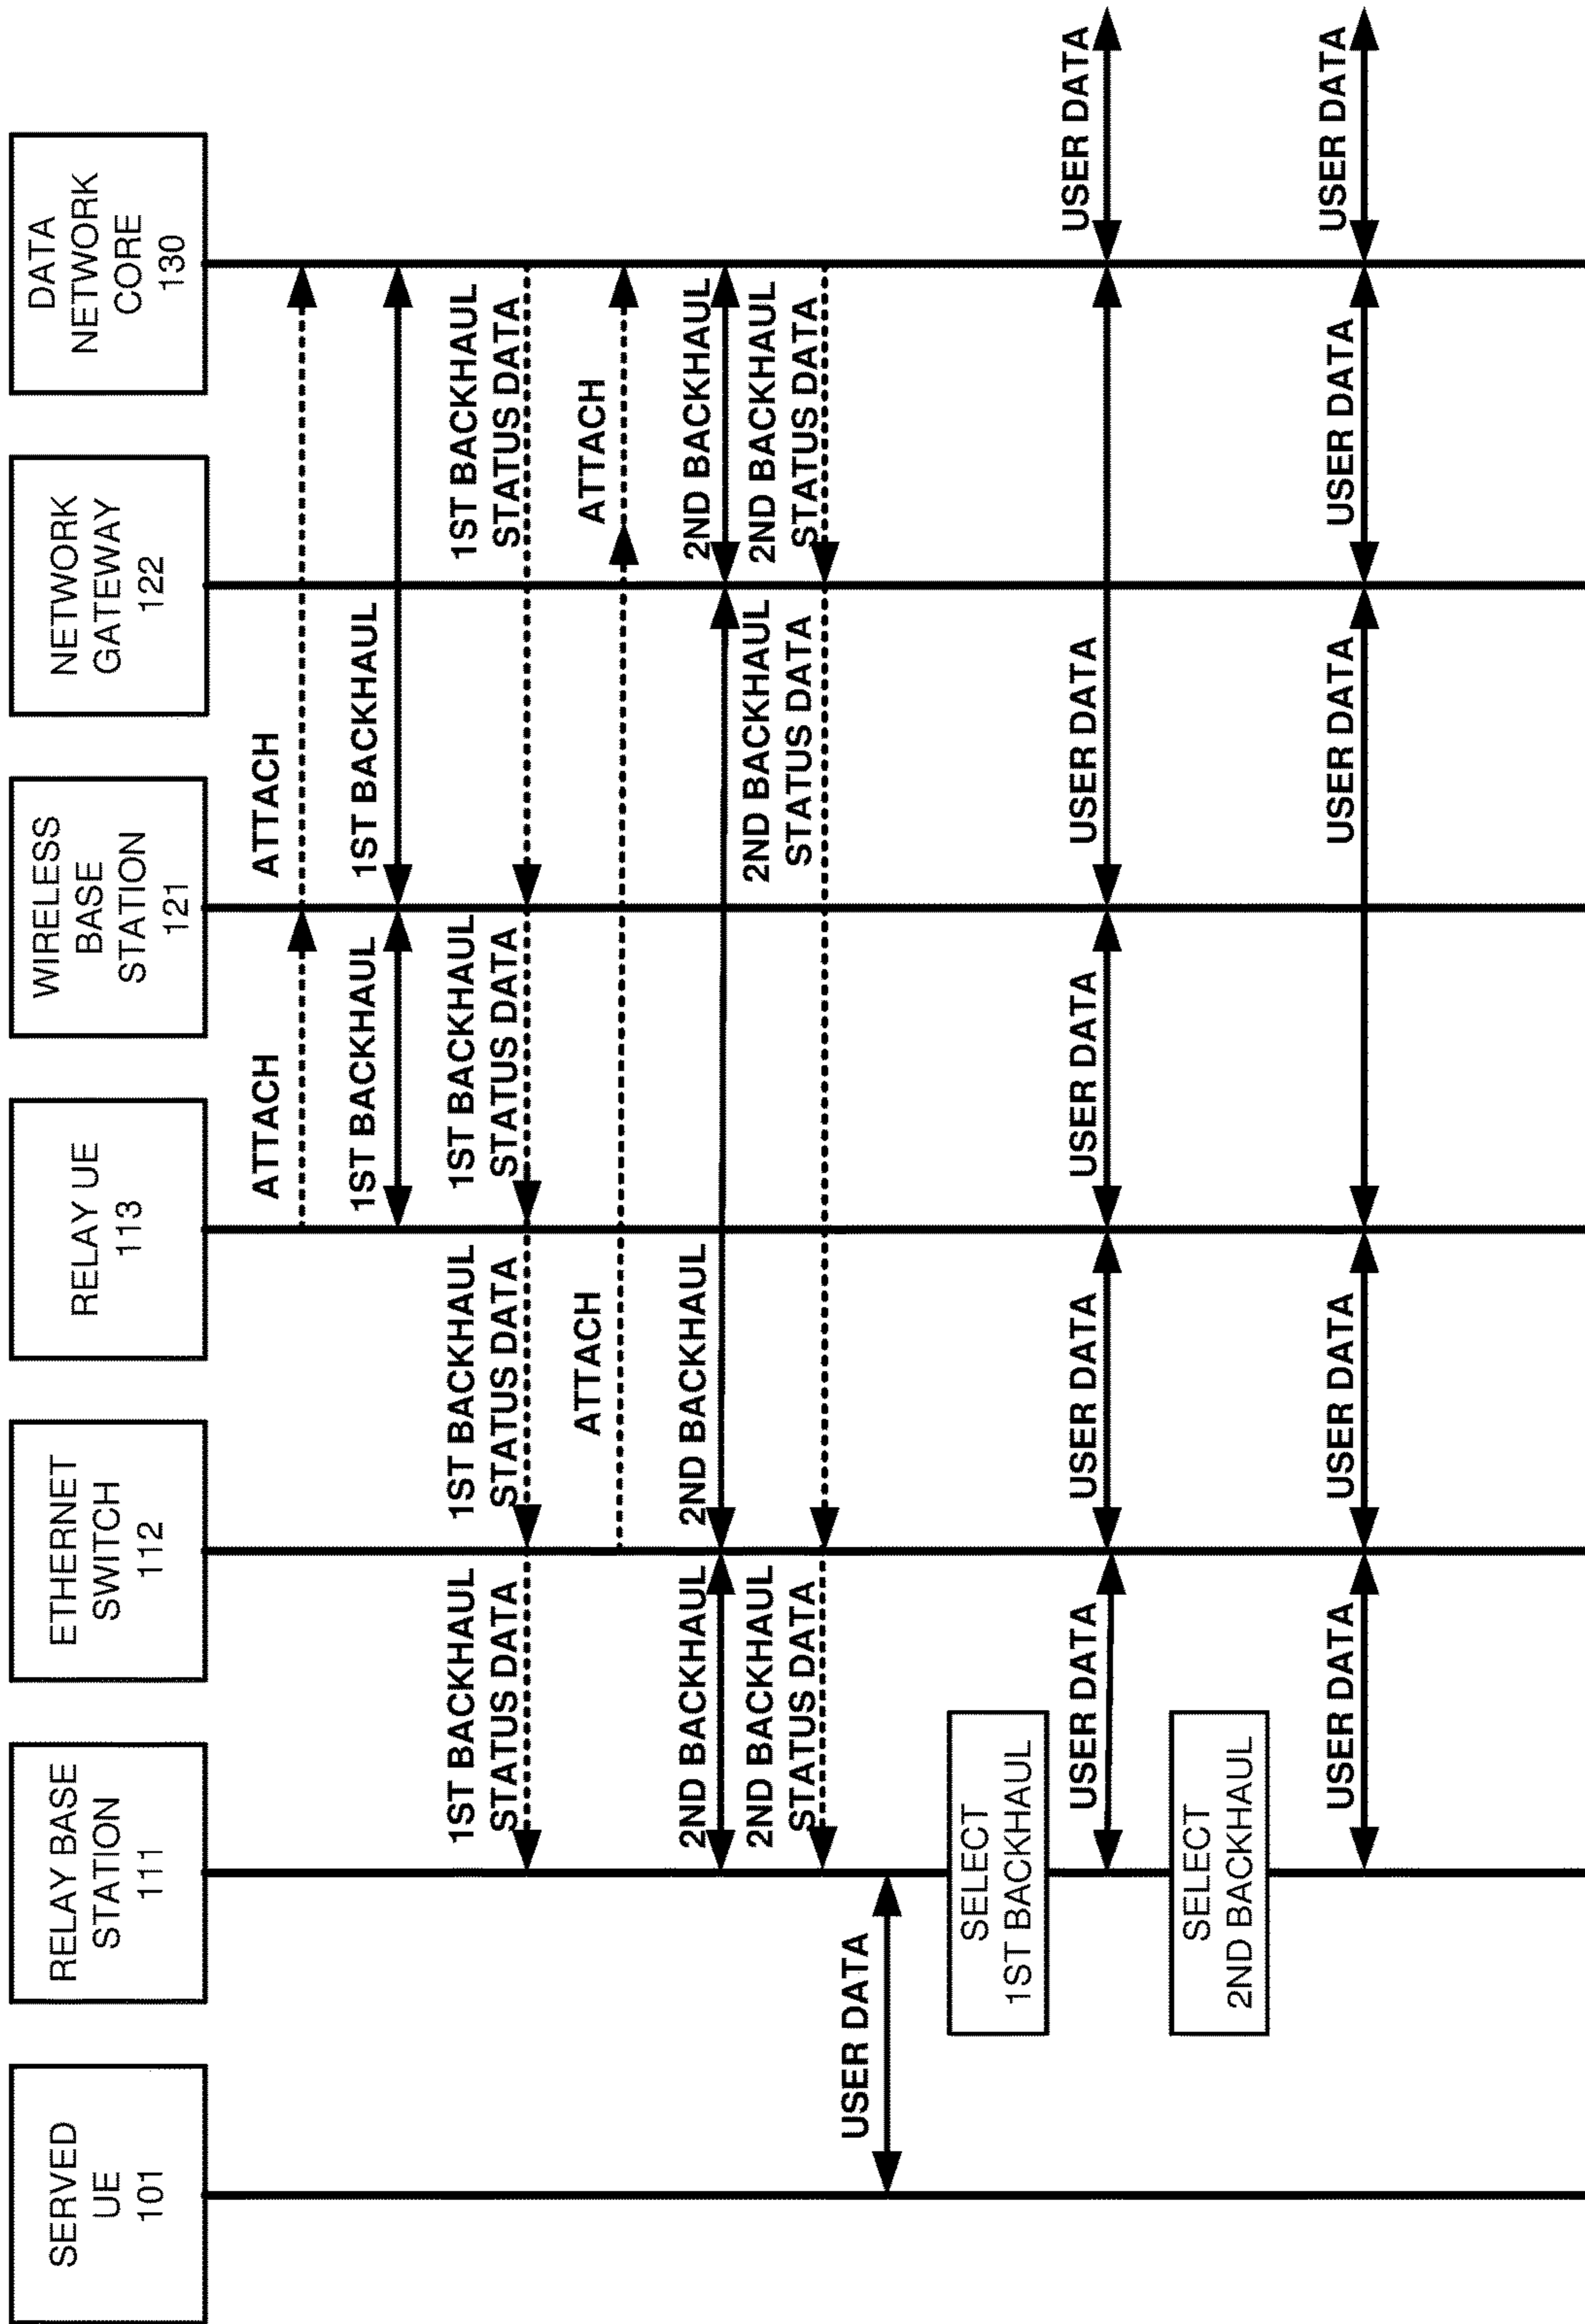 SERVED
UE
101
RELAY BASE
STATION
111
ETHERNET
SWITCH
112
RELAY UE
113
WIRELESS
BASE
STATION
121
NETWORK
GATEWAY
122
DATA
NETWORK
CORE
130
ATTACH
ATTACH
1ST BACKHAUL
1ST BACKHAUL
1ST BACKHAUL
STATUS DATA
1ST BACKHAUL
STATUS DATA
1ST BACKHAUL
STATUS DATA
1ST BACKHAUL
STATUS DATA
ATTACH
ATTACH
2ND BACKHAUL
2ND BACKHAUL
2ND BACKHAUL
2ND BACKHAUL
STATUS DATA
2ND BACKHAUL
STATUS DATA
2ND BACKHAUL
STATUS DATA
USER DATA
SELECT
1ST BACKHAUL
USER DATA
USER DATA
USER DATA
USER DATA
USER DATA
SELECT
2ND BACKHAUL
USER DATA
USER DATA
USER DATA
USER DATA
USER DATA